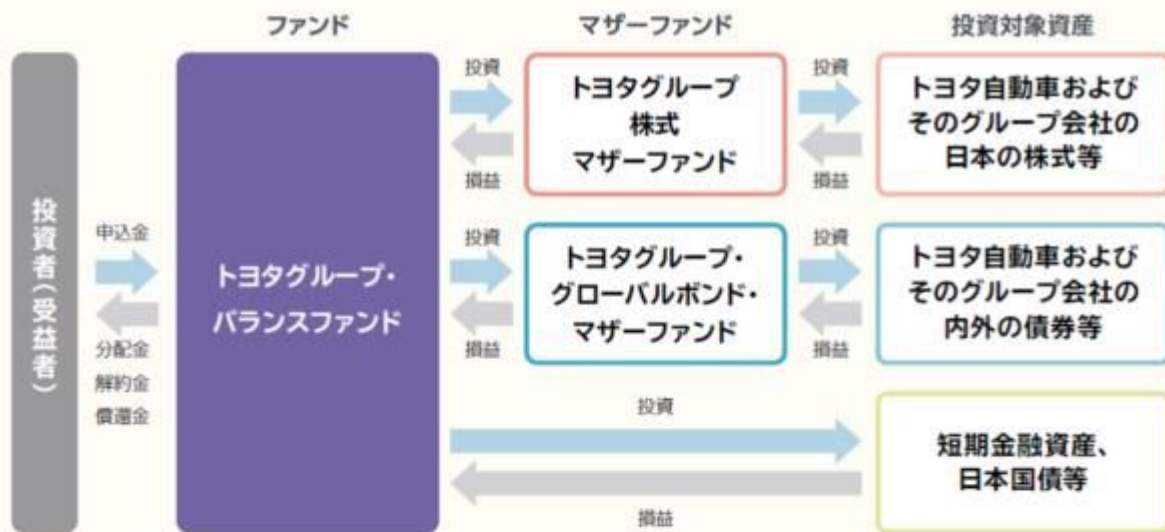 ファンド
マザーファンド
投資対象資産
投資者(受益者)
申込金
分配金
解約金
償還金
トヨタグループ・
バランスファンド
投資
損益
トヨタグループ
株式
マザーファンド
投資
損益
トヨタ自動車および
そのグループ会社の
日本の株式等
投資
損益
トヨタグループ・
グローバルボンド・
マザーファンド
投資
損益
トヨタ自動車および
そのグループ会社の
内外の債券等
投資
損益
短期金融資産、
日本国債等